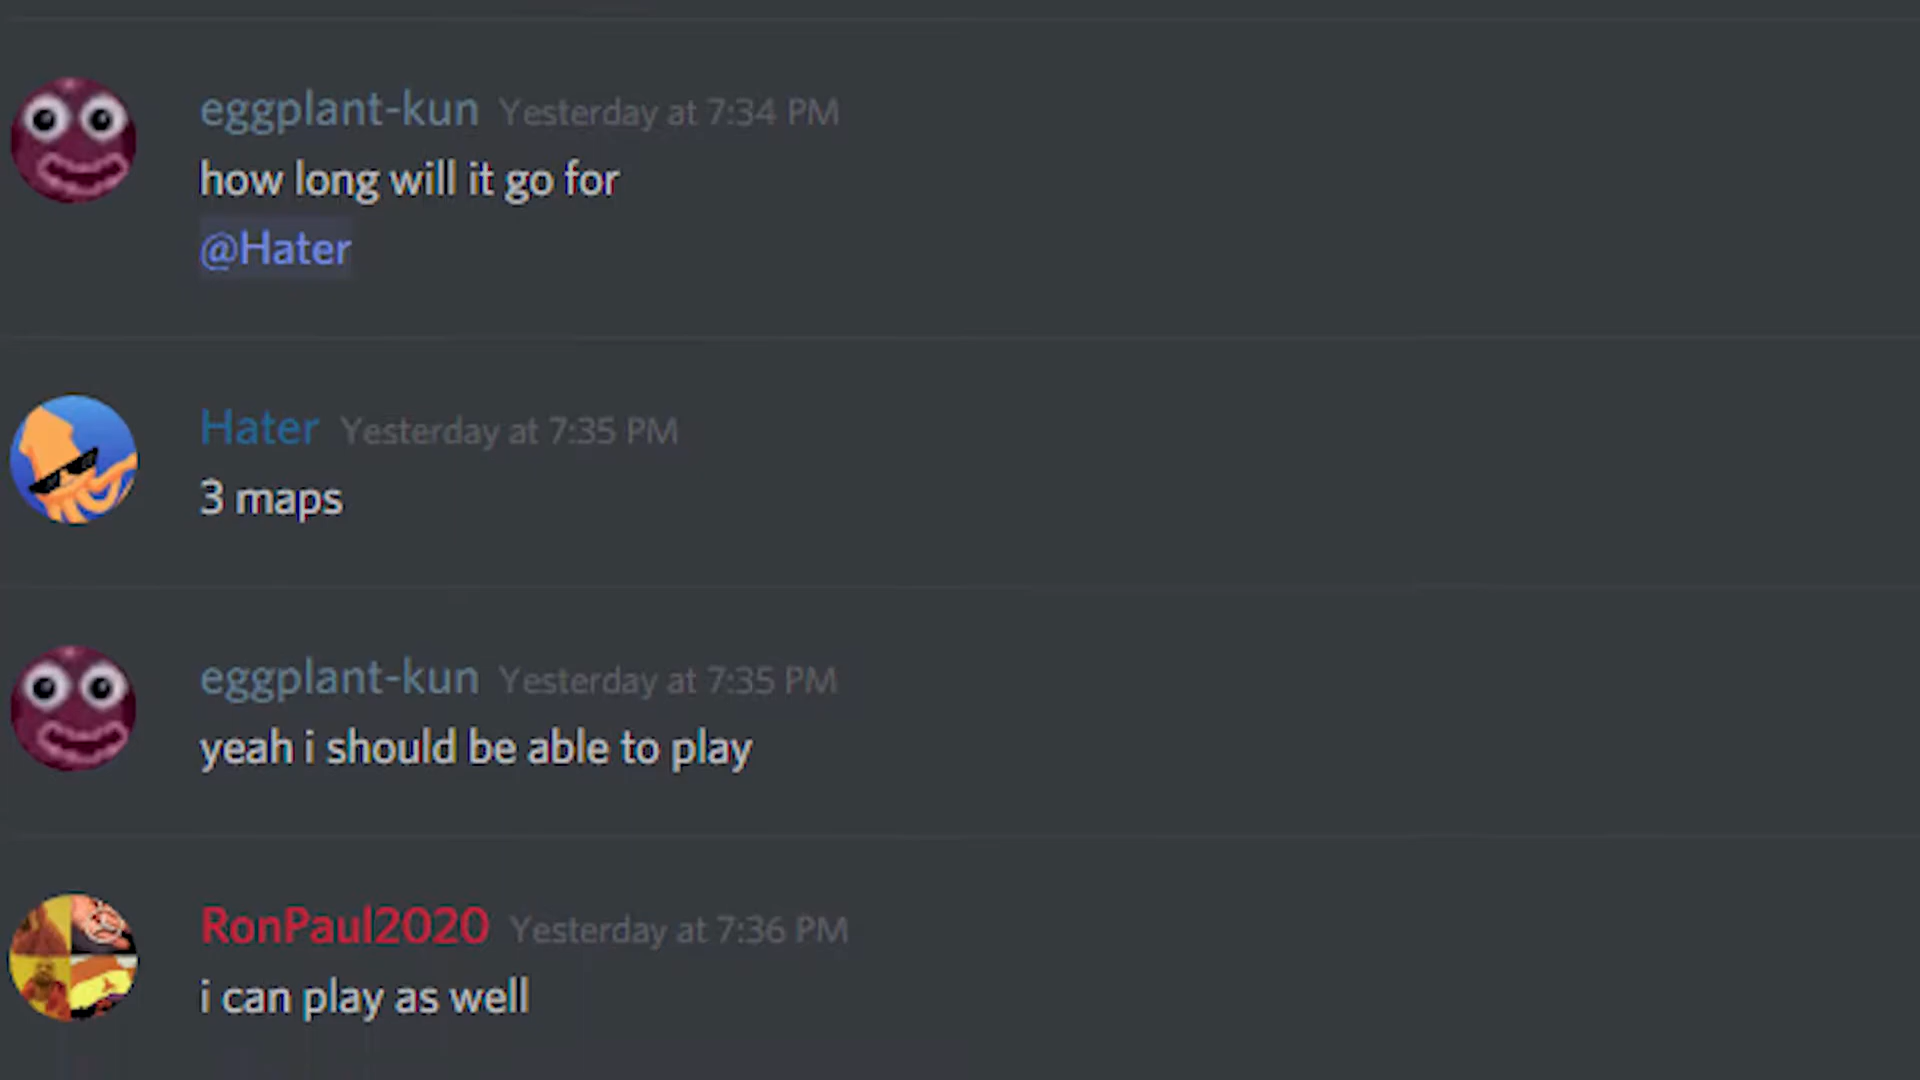 eggplant-kun Yesterday at 7:34 PM
how long will it go for
@Hater
Hater Yesterday at 7:35 PM
3 maps
eggplant-kun Yesterday at 7:35 PM
yeah i should be able to play
RonPaul2020 Yesterday at 7:36 PM
i can play as well